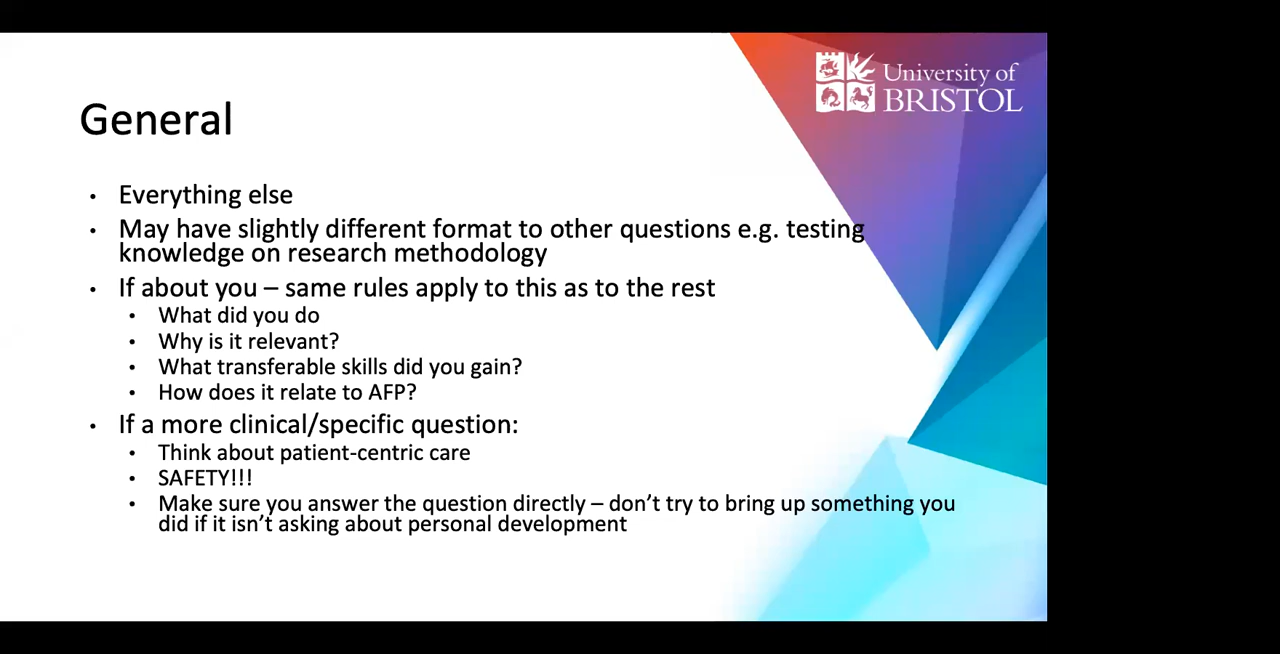 University of
BRISTOL
General
• Everything else
• May have slightly different format to other questions e.g. testing
knowledge on research methodology
• If about you – same rules apply to this as to the rest
• What did you do
• Why is it relevant?
• What transferable skills did you gain?
• How does it relate to AFP?
• If a more clinical/specific question:
• Think about patient-centric care
• SAFETY!!!
• Make sure you answer the question directly – don't try to bring up something you
did if it isn't asking about personal development